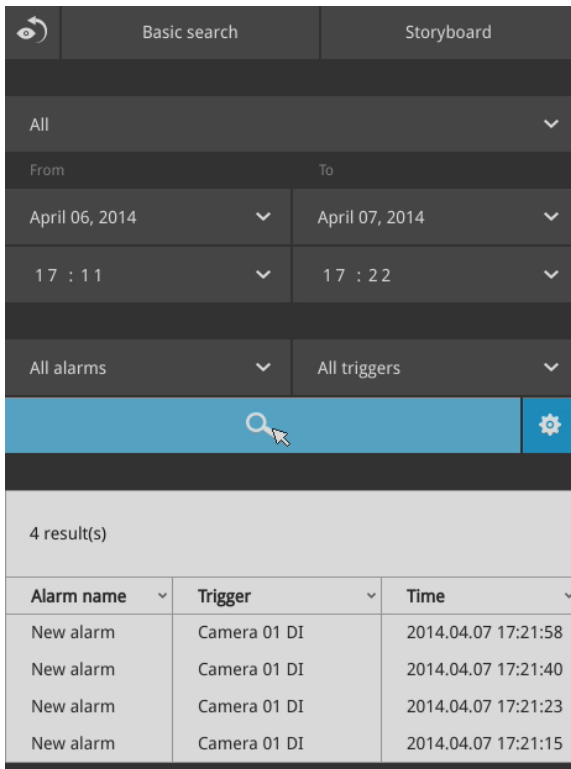 Basic search Storyboard
All
From To
April 06, 2014 April 07, 2014
17 : 11 17 : 22
All alarms All triggers
4 result(s)
Alarm name Trigger Time
New alarm Camera 01 DI 2014.04.07 17:21:58
New alarm Camera 01 DI 2014.04.07 17:21:40
New alarm Camera 01 DI 2014.04.07 17:21:23
New alarm Camera 01 DI 2014.04.07 17:21:15